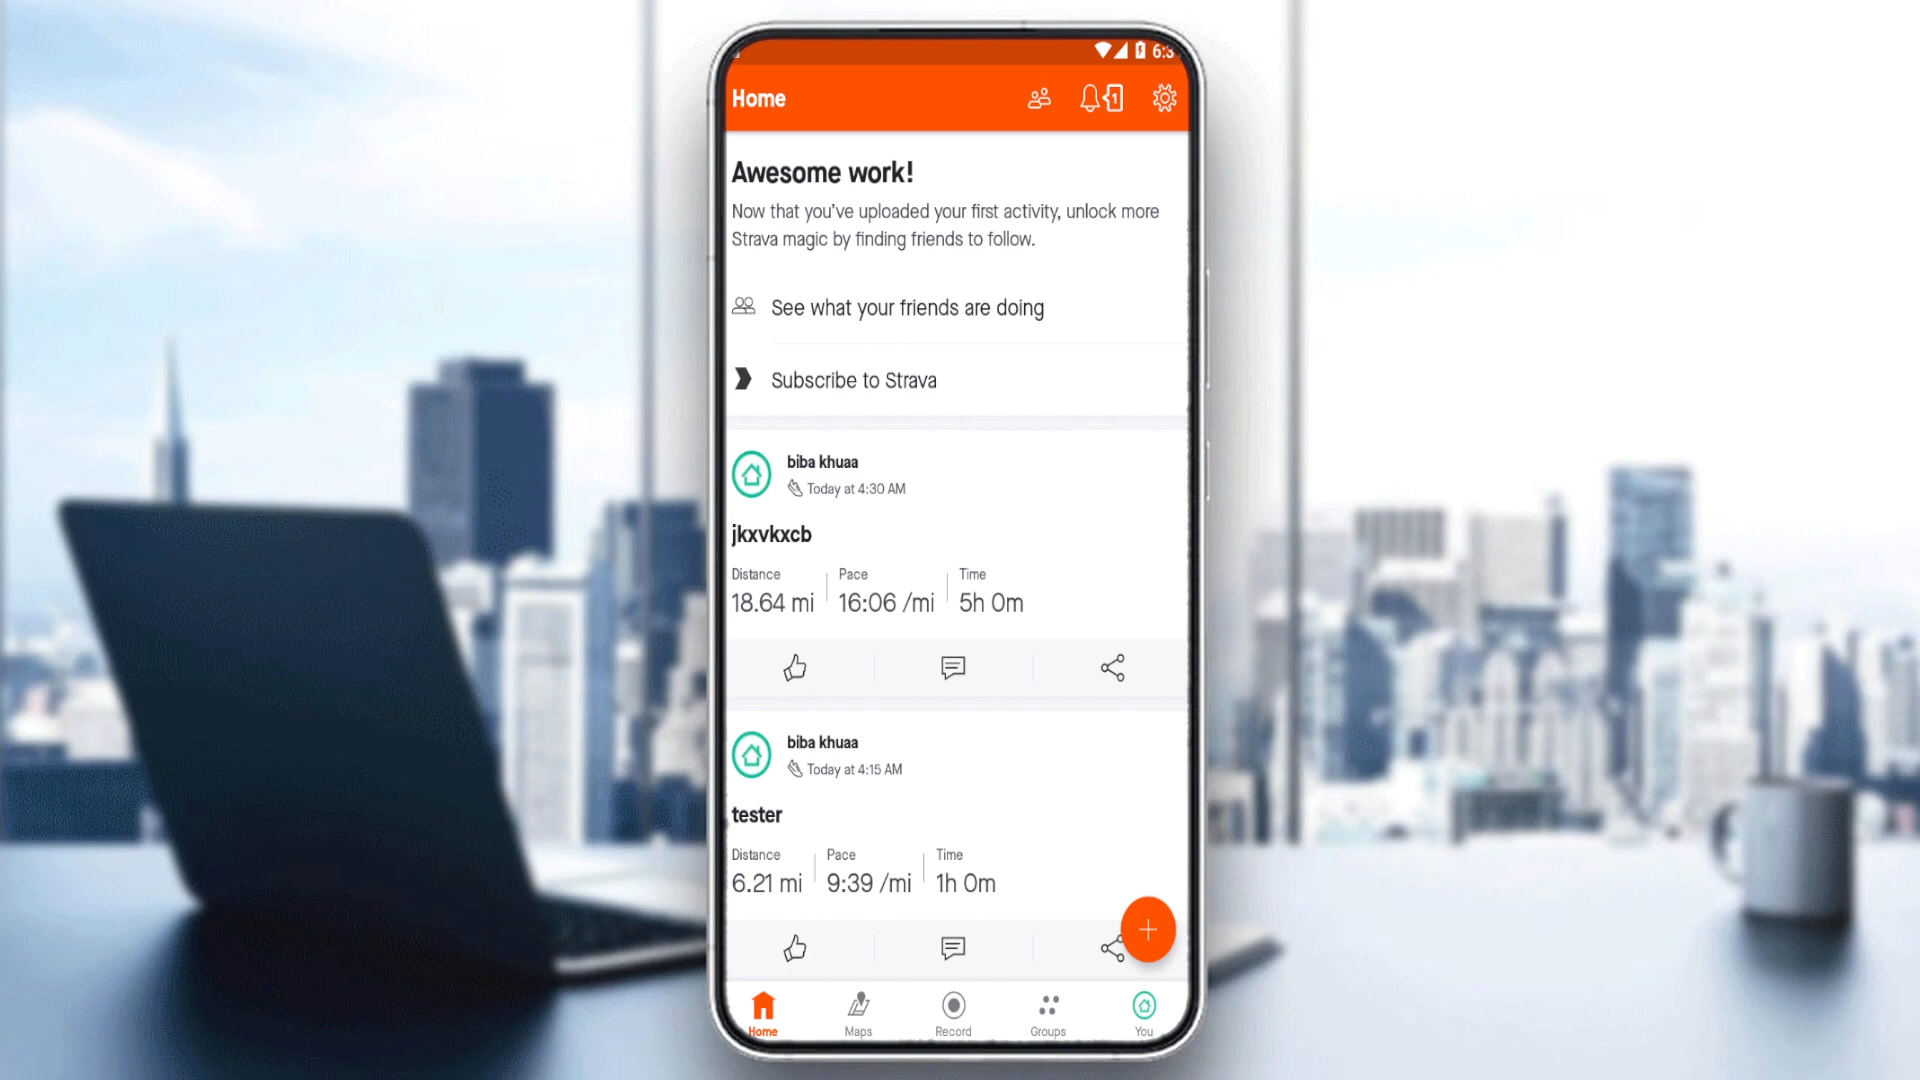 6:3
Home
1
Awesome work!
Now that you've uploaded your first activity, unlock more
Strava magic by finding friends to follow.
See what your friends are doing
Subscribe to Strava
biba khuaa
Today at 4:30 AM
jkxvkxcb
Distance Pace Time
18.64 mi 16:06 /mi 5h 0m
biba khuaa
Today at 4:15 AM
tester
Distance Pace Time
6.21 mi 9:39 /mi 1h 0m
Home Maps Record Groups You